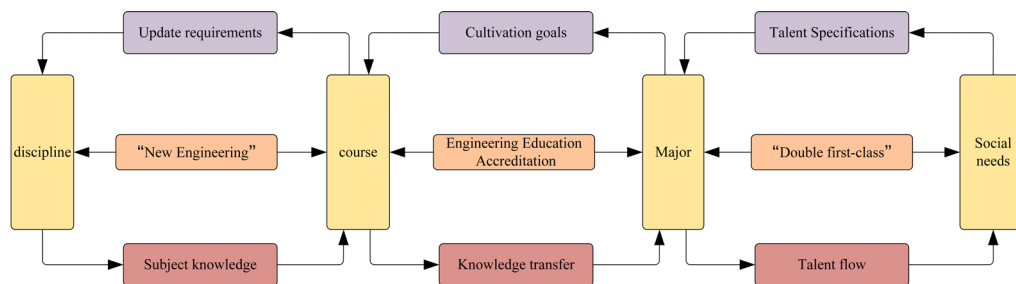 Update requirements
Cultivation goals
Talent Specifications
discipline
“New Engineering”
course
Engineering Education
Accreditation
Major
“Double first-class”
Social
needs
Subject knowledge
Knowledge transfer
Talent flow